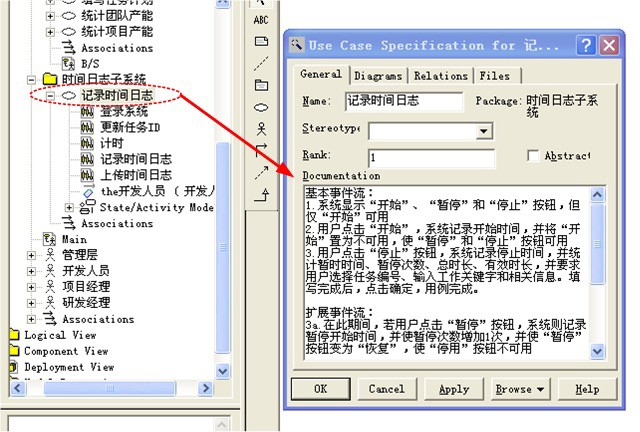 填写任务日志
统计团队产能
统计项目产能
Associations
B/S
时间日志子系统
记录时间日志
登录系统
更新任务ID
计时
记录时间日志
上传时间日志
the开发人员 ( 开发人
State/Activity Mode
Associations
Main
管理层
开发人员
项目经理
研发经理
Associations
Logical View
Component View
Deployment View
ABC
Use Case Specification for 记...
General
Diagrams
Relations
Files
Name:
记录时间日志
Package:
时间日志子系
统
Stereotype
Rank:
1
Abstract
Documentation
基本事件流：
1.系统显示“开始”、“暂停”和“停止”按钮，但
仅“开始”可用
2.用户点击“开始”，系统记录开始时间，并将“开
始”置为不可用，使“暂停”和“停止”按钮可用
3.用户点击“停止”按钮，系统记录停止时间，并统
计暂时时间、暂停次数、总时长、有效时长，并要求
用户选择任务编号、输入工作关键字和相关信息。填
写完成后，点击确定，用例完成。
扩展事件流：
3a.在此期间，若用户点击“暂停”按钮，系统则记录
暂停开始时间，并使暂停次数增加1次，并使“暂停”
按钮变为“恢复”，使“停用”按钮不可用
OK
Cancel
Apply
Browse
Help